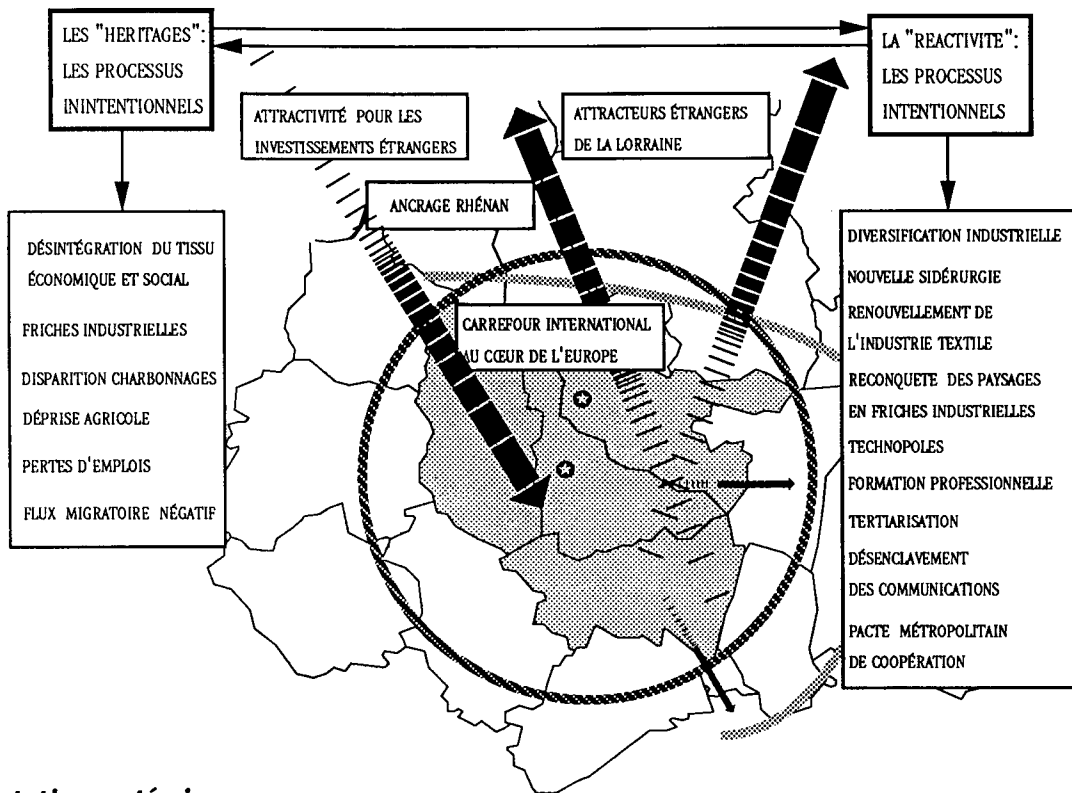 LES "HERITAGES":
LES PROCESSUS
ININTENTIONNELS
LA "REACTIVITE":
LES PROCESSUS
INTENTIONNELS
ATTRACTIVITÉ POUR LES
INVESTISSEMENTS ÉTRANGERS
ATTRACTEURS ÉTRANGERS
DE LA LORRAINE
ANCRAGE RHÉNAN
CARREFOUR INTERNATIONAL
AU CŒUR DE L'EUROPE
DÉSINTÉGRATION DU TISSU
ÉCONOMIQUE ET SOCIAL
FRICHES INDUSTRIELLES
DISPARITION CHARBONNAGES
DÉPRISE AGRICOLE
PERTES D'EMPLOIS
FLUX MIGRATOIRE NÉGATIF
DIVERSIFICATION INDUSTRIELLE
NOUVELLE SIDÉRURGIE
RENOUVELLEMENT DE
L'INDUSTRIE TEXTILE
RECONQUETE DES PAYSAGES
EN FRICHES INDUSTRIELLES
TECHNOPOLES
FORMATION PROFESSIONNELLE
TERTIARISATION
DÉSENCLAVEMENT
DES COMMUNICATIONS
PACTE MÉTROPOLITAIN
DE COOPÉRATION